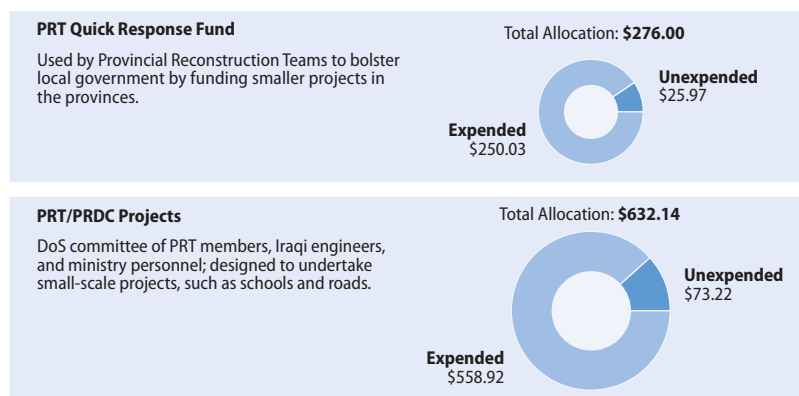 PRT Quick Response Fund
Used by Provincial Reconstruction Teams to bolster
local government by funding smaller projects in
the provinces.
Total Allocation: $276.00
Unexpended
$25.97
Expended
$250.03
PRT/PRDC Projects
DoS committee of PRT members, Iraqi engineers,
and ministry personnel; designed to undertake
small-scale projects, such as schools and roads.
Total Allocation: $632.14
Unexpended
$73.22
Expended
$558.92